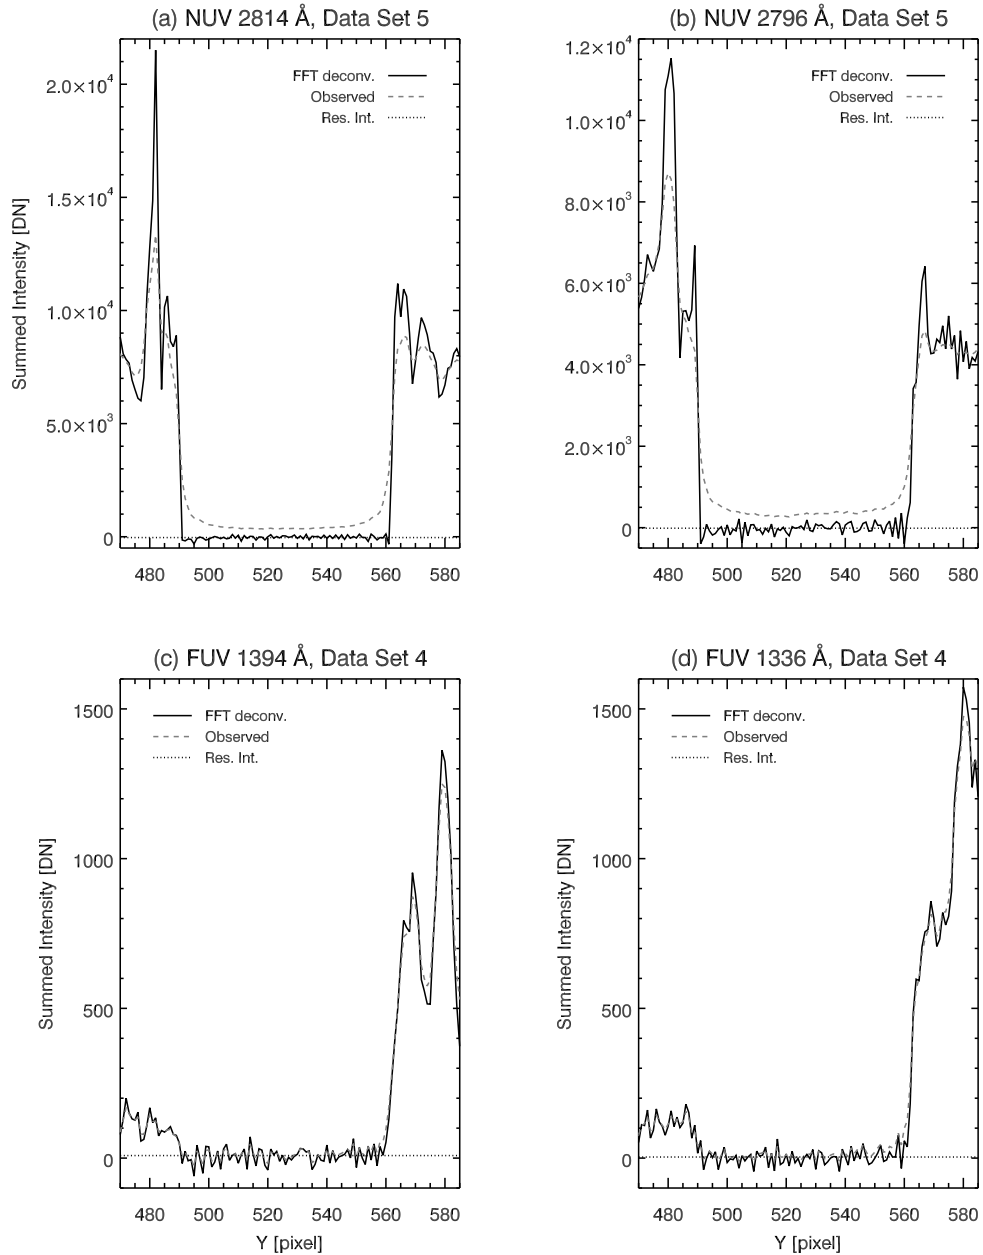 (a) NUV 2814 Å, Data Set 5
FFT deconv.
Observed
Res. Int.
Summed Intensity [DN]
2.0×10⁴
1.5×10⁴
1.0×10⁴
5.0×10³
0
480 500 520 540 560 580
(b) NUV 2796 Å, Data Set 5
FFT deconv.
Observed
Res. Int.
1.2×10⁴
1.0×10⁴
8.0×10³
6.0×10³
4.0×10³
2.0×10³
0
480 500 520 540 560 580
(c) FUV 1394 Å, Data Set 4
FFT deconv.
Observed
Res. Int.
Summed Intensity [DN]
1500
1000
500
0
480 500 520 540 560 580
Y [pixel]
(d) FUV 1336 Å, Data Set 4
FFT deconv.
Observed
Res. Int.
Summed Intensity [DN]
1500
1000
500
0
480 500 520 540 560 580
Y [pixel]